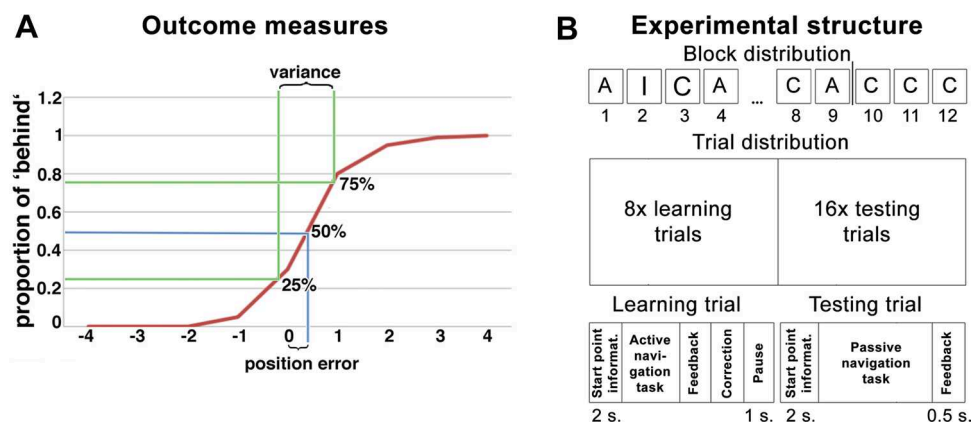 A Outcome measures
variance
proportion of 'behind'
1.2
1
0.8
0.6
0.4
0.2
0
75%
50%
25%
-4 -3 -2 -1 0 1 2 3 4
position error
B Experimental structure
Block distribution
A I C A ... C A C C C
1 2 3 4 8 9 10 11 12
Trial distribution
8x learning
trials
16x testing
trials
Learning trial
Start point
informat.
Active
navi-
gation
task
Feedback
Correction
Pause
2 s. 1 s.
Testing trial
Start point
informat.
Passive
navigation
task
Feedback
2 s. 0.5 s.